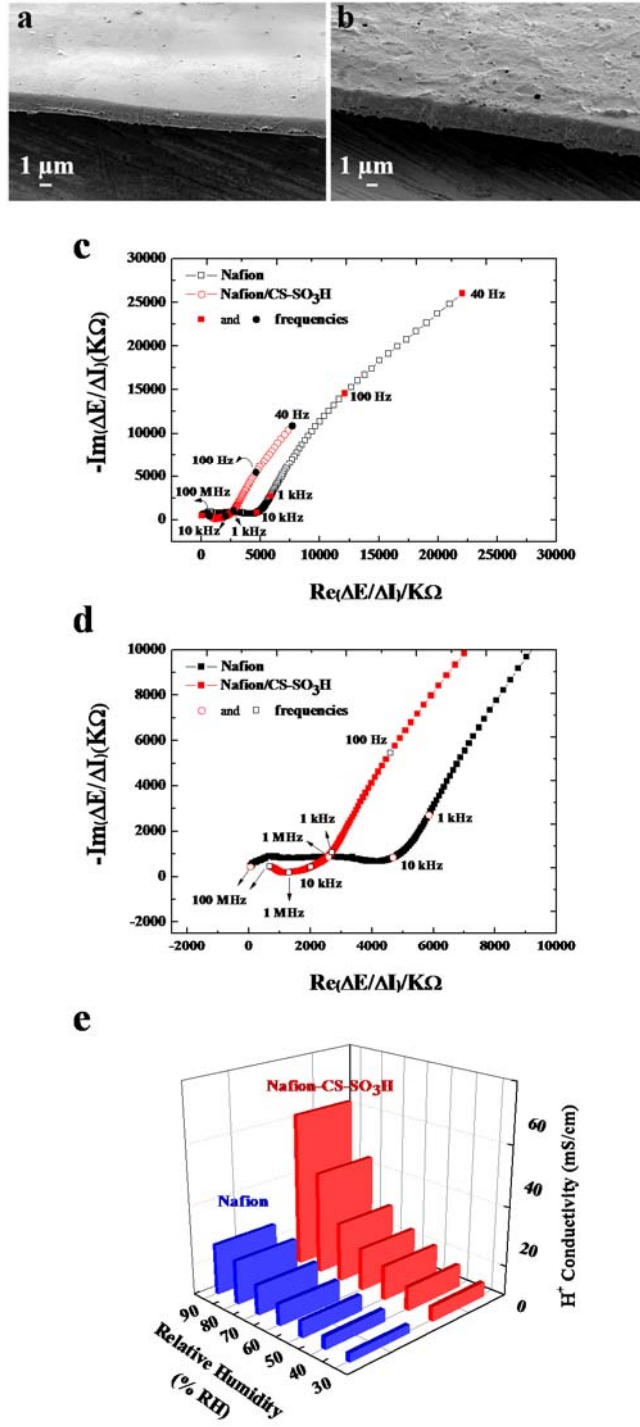 a
b
1 μm
1 μm
c
-Im(ΔE/ΔI)(KΩ)
30000
25000
20000
15000
10000
5000
0
Nafion
Nafion/CS-SO3H
and frequencies
40 Hz
100 Hz
40 Hz
100 Hz
100 MHz
10 kHz
1 kHz
1 kHz
10 kHz
0 5000 10000 15000 20000 25000 30000
Re(ΔE/ΔI)/KΩ
d
-Im(ΔE/ΔI)(KΩ)
10000
8000
6000
4000
2000
0
-2000
Nafion
Nafion/CS-SO3H
and frequencies
100 Hz
1 kHz
1 MHz
1 kHz
10 kHz
10 kHz
100 MHz
1 MHz
-2000 0 2000 4000 6000 8000 10000
Re(ΔE/ΔI)/KΩ
e
Nafion-CS-SO3H
Nafion
60
40
20
0
H+ Conductivity (mS/cm)
90
80
70
60
50
40
30
Relative Humidity
(% RH)